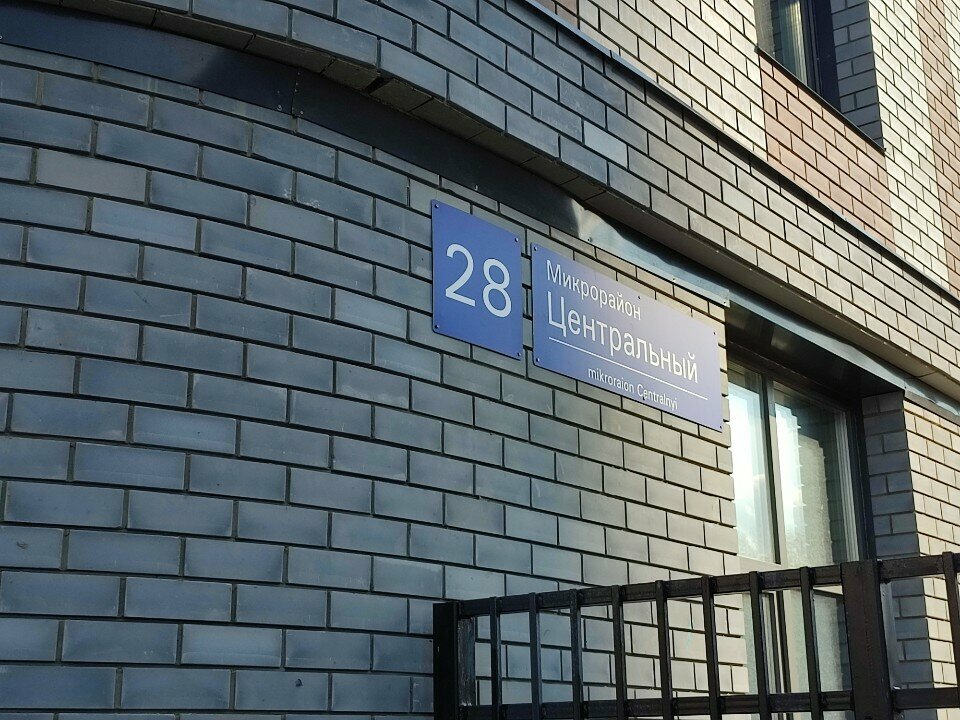 28
Микрорайон
Центральный
mikroraion Centralnyi